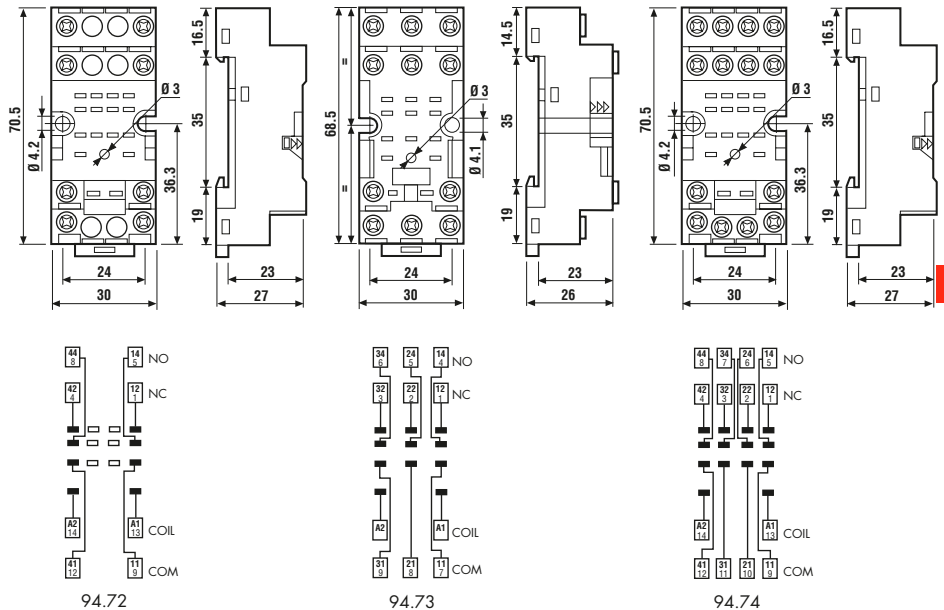 16.5
35
19
70.5
Ø 4.2
Ø 3
36.3
24
30
23
27
14.5
35
19
=
68.5
=
Ø 3
Ø 4.1
24
30
23
26
16.5
35
19
70.5
Ø 4.2
Ø 3
36.3
24
30
23
27
44 14 NO
8 5
42 12 NC
4 1
A2 A1 COIL
14 13
41 11 COM
12 9
94.72
34 24 14 NO
6 5 4
32 22 12 NC
3 2 1
A2 A1 COIL
31 21 11 COM
9 8 7
94.73
44 34 24 14 NO
8 7 6 5
42 32 22 12 NC
4 3 2 1
A2 A1 COIL
14 13
41 31 21 11 COM
12 11 10 9
94.74